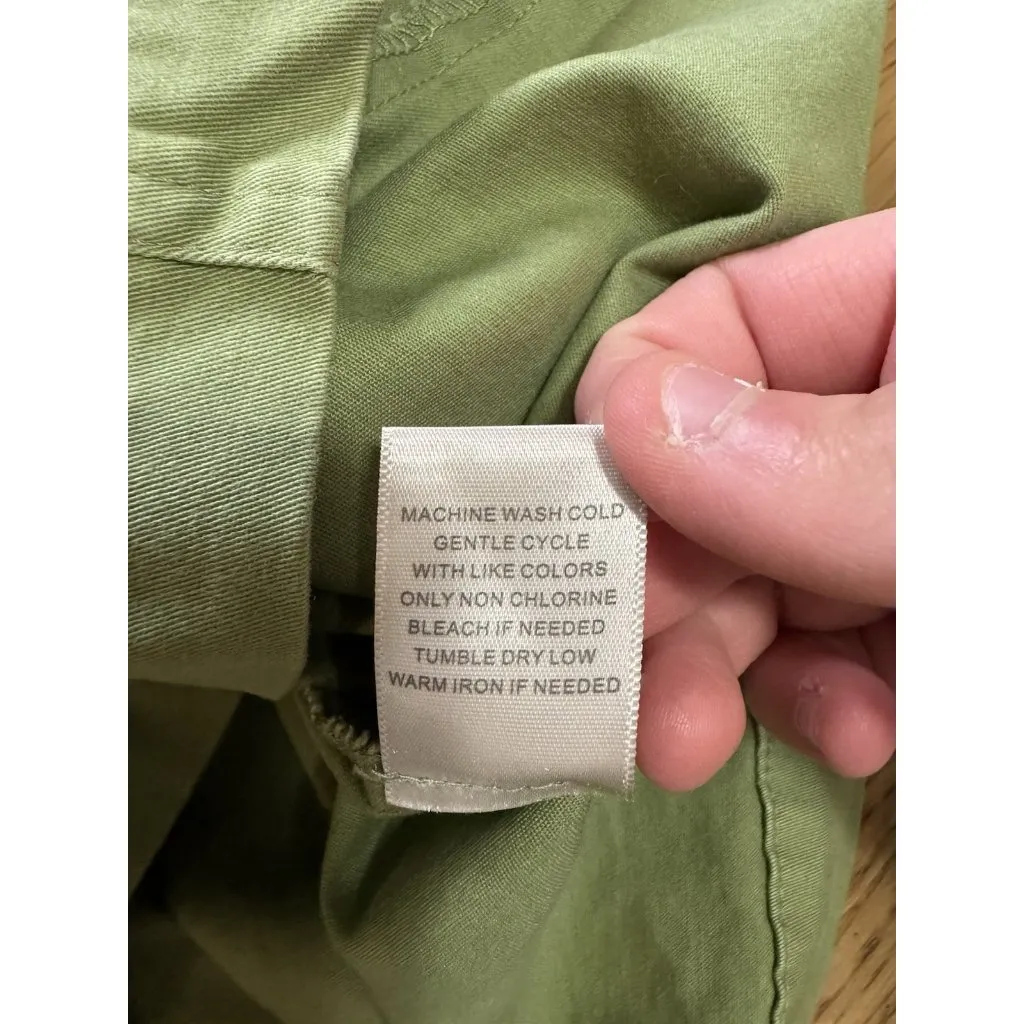 MACHINE WASH COLD
GENTLE CYCLE
WITH LIKE COLORS
ONLY NON CHLORINE
BLEACH IF NEEDED
TUMBLE DRY LOW
WARM IRON IF NEEDED